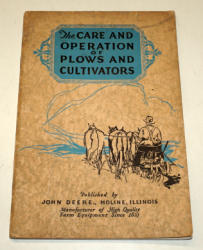 The CARE AND
OPERATION
OF
PLOWS AND
CULTIVATORS
Published by
JOHN DEERE, MOLINE, ILLINOIS
Manufacturer of High Quality
Farm Equipment Since 1837